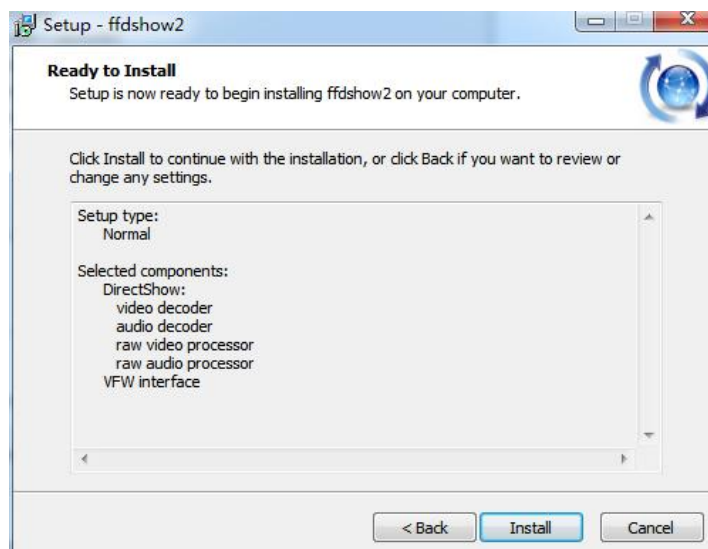 Setup - ffdshow2
Ready to Install
Setup is now ready to begin installing ffdshow2 on your computer.
Click Install to continue with the installation, or click Back if you want to review or
change any settings.
Setup type:
Normal
Selected components:
DirectShow:
video decoder
audio decoder
raw video processor
raw audio processor
VFW interface
< Back
Install
Cancel